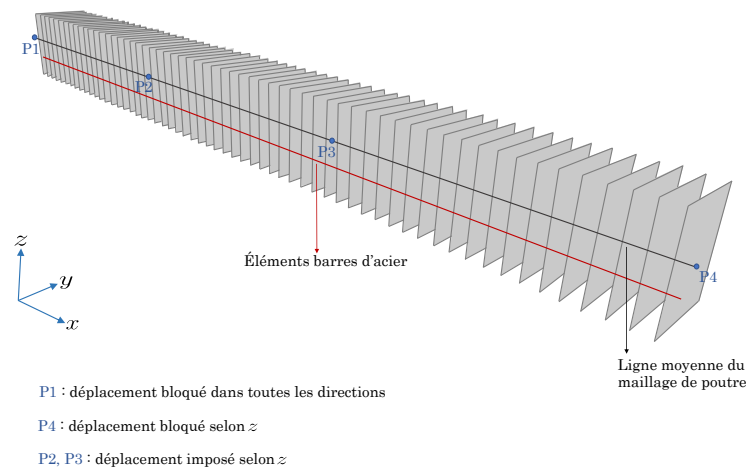 P1
P2
P3
Éléments barres d'acier
P4
z
y
x
Ligne moyenne du
maillage de poutre
P1 : déplacement bloqué dans toutes les directions
P4 : déplacement bloqué selon z
P2, P3 : déplacement imposé selon z